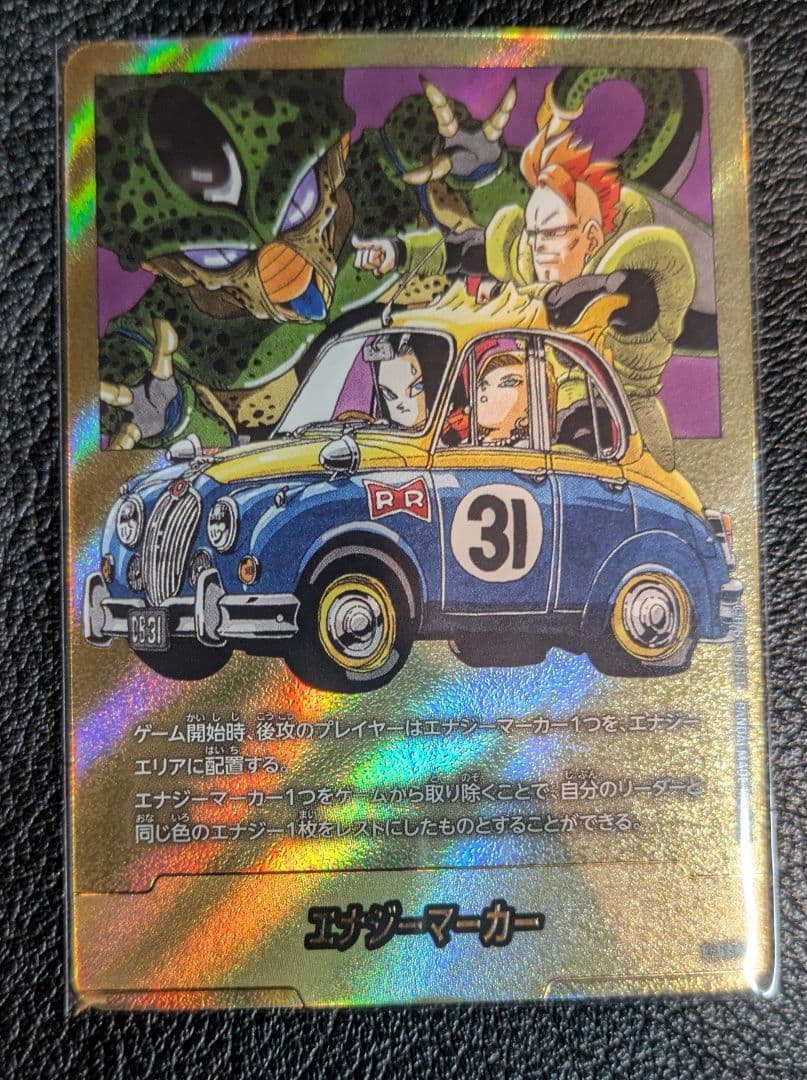 RR
31
DB・31
ゲーム開始時、後攻のプレイヤーはエナジーマーカー1つを、エナジー
エリアに配置する。
エナジーマーカー1つをゲームから取り除くことで、自分のリーダーと
同じ色のエナジー1枚をレストにしたものとすることができる。
エナジーマーカー